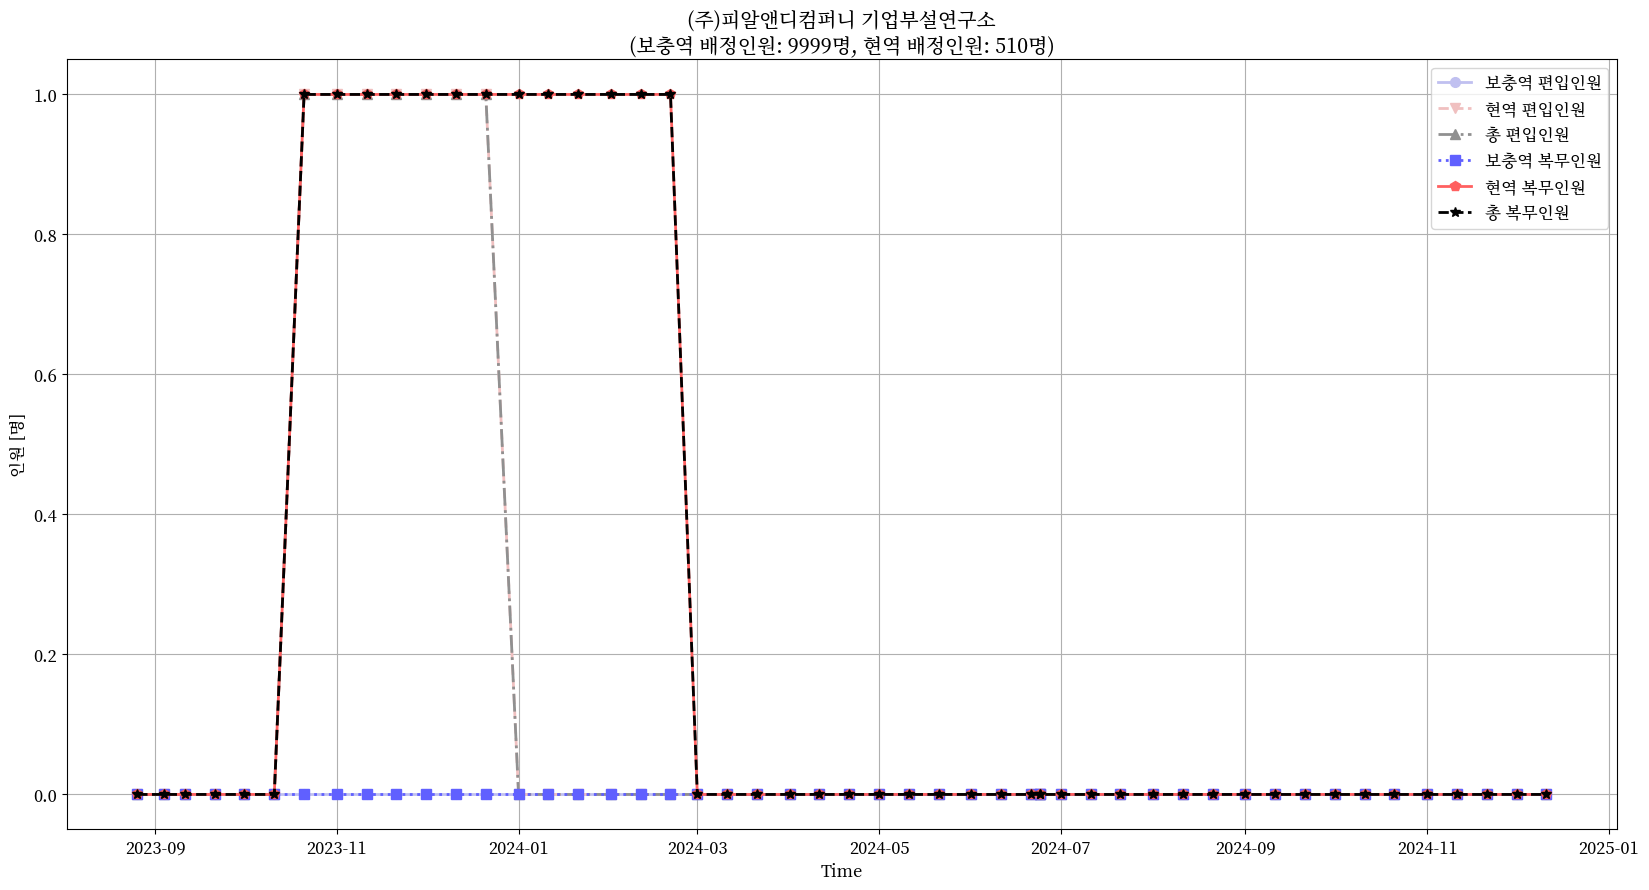 (주)피알앤디컴퍼니 기업부설연구소
(보충역 배정인원: 9999명, 현역 배정인원: 510명)
보충역 편입인원
현역 편입인원
총 편입인원
보충역 복무인원
현역 복무인원
총 복무인원
인원 [명]
1.0
0.8
0.6
0.4
0.2
0.0
2023-09
2023-11
2024-01
2024-03
2024-05
2024-07
2024-09
2024-11
2025-01
Time